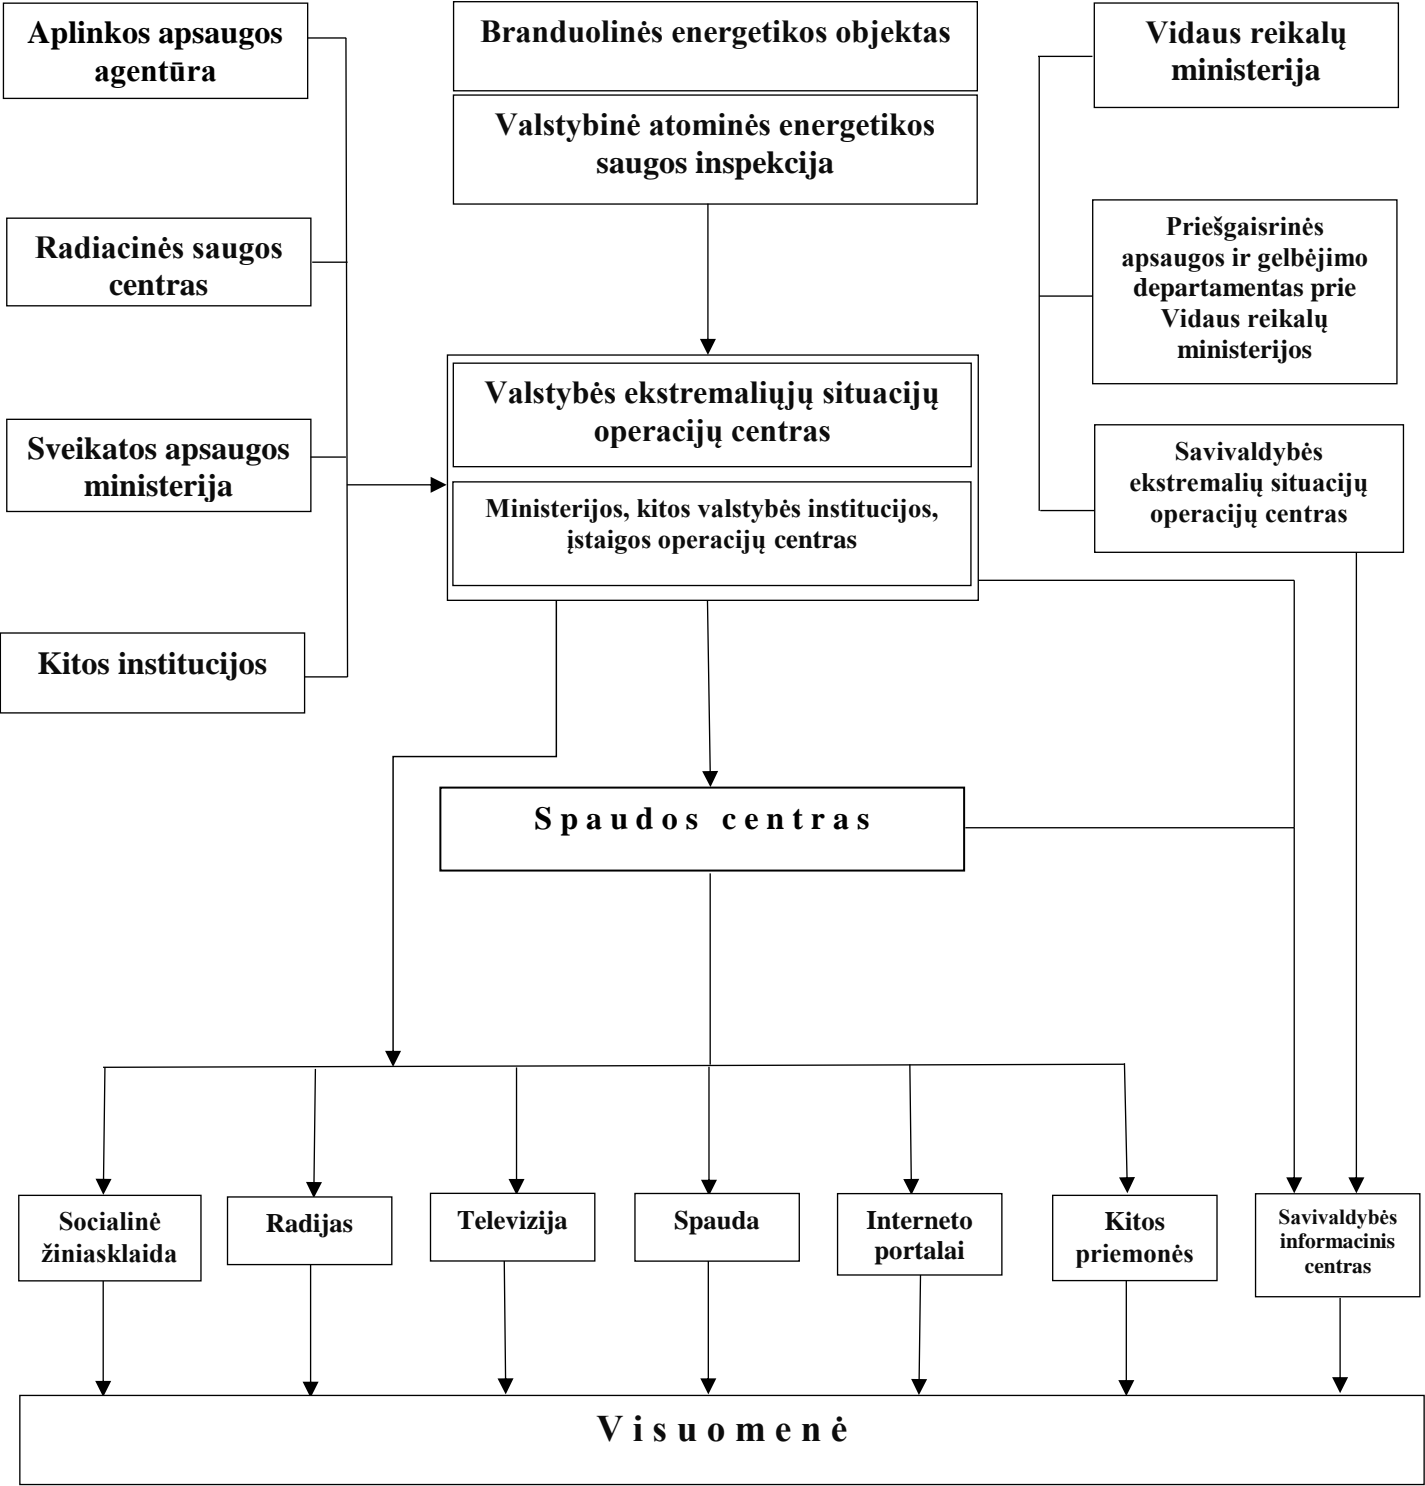 Aplinkos apsaugos
agentūra
Branduolinės energetikos objektas
Valstybinė atominės energetikos
saugos inspekcija
Vidaus reikalų
ministerija
Radiacinės saugos
centras
Priešgaisrinės
apsaugos ir gelbėjimo
departamentas prie
Vidaus reikalų
ministerijos
Valstybės ekstremaliųjų situacijų
operacijų centras
Sveikatos apsaugos
ministerija
Savivaldybės
ekstremalių situacijų
operacijų centras
Ministerijos, kitos valstybės institucijos,
įstaigos operacijų centras
Kitos institucijos
Spaudos centras
Socialinė
žiniasklaida
Radijas
Televizija
Spauda
Interneto
portalai
Kitos
priemonės
Savivaldybės
informacinis
centras
Visuomenė